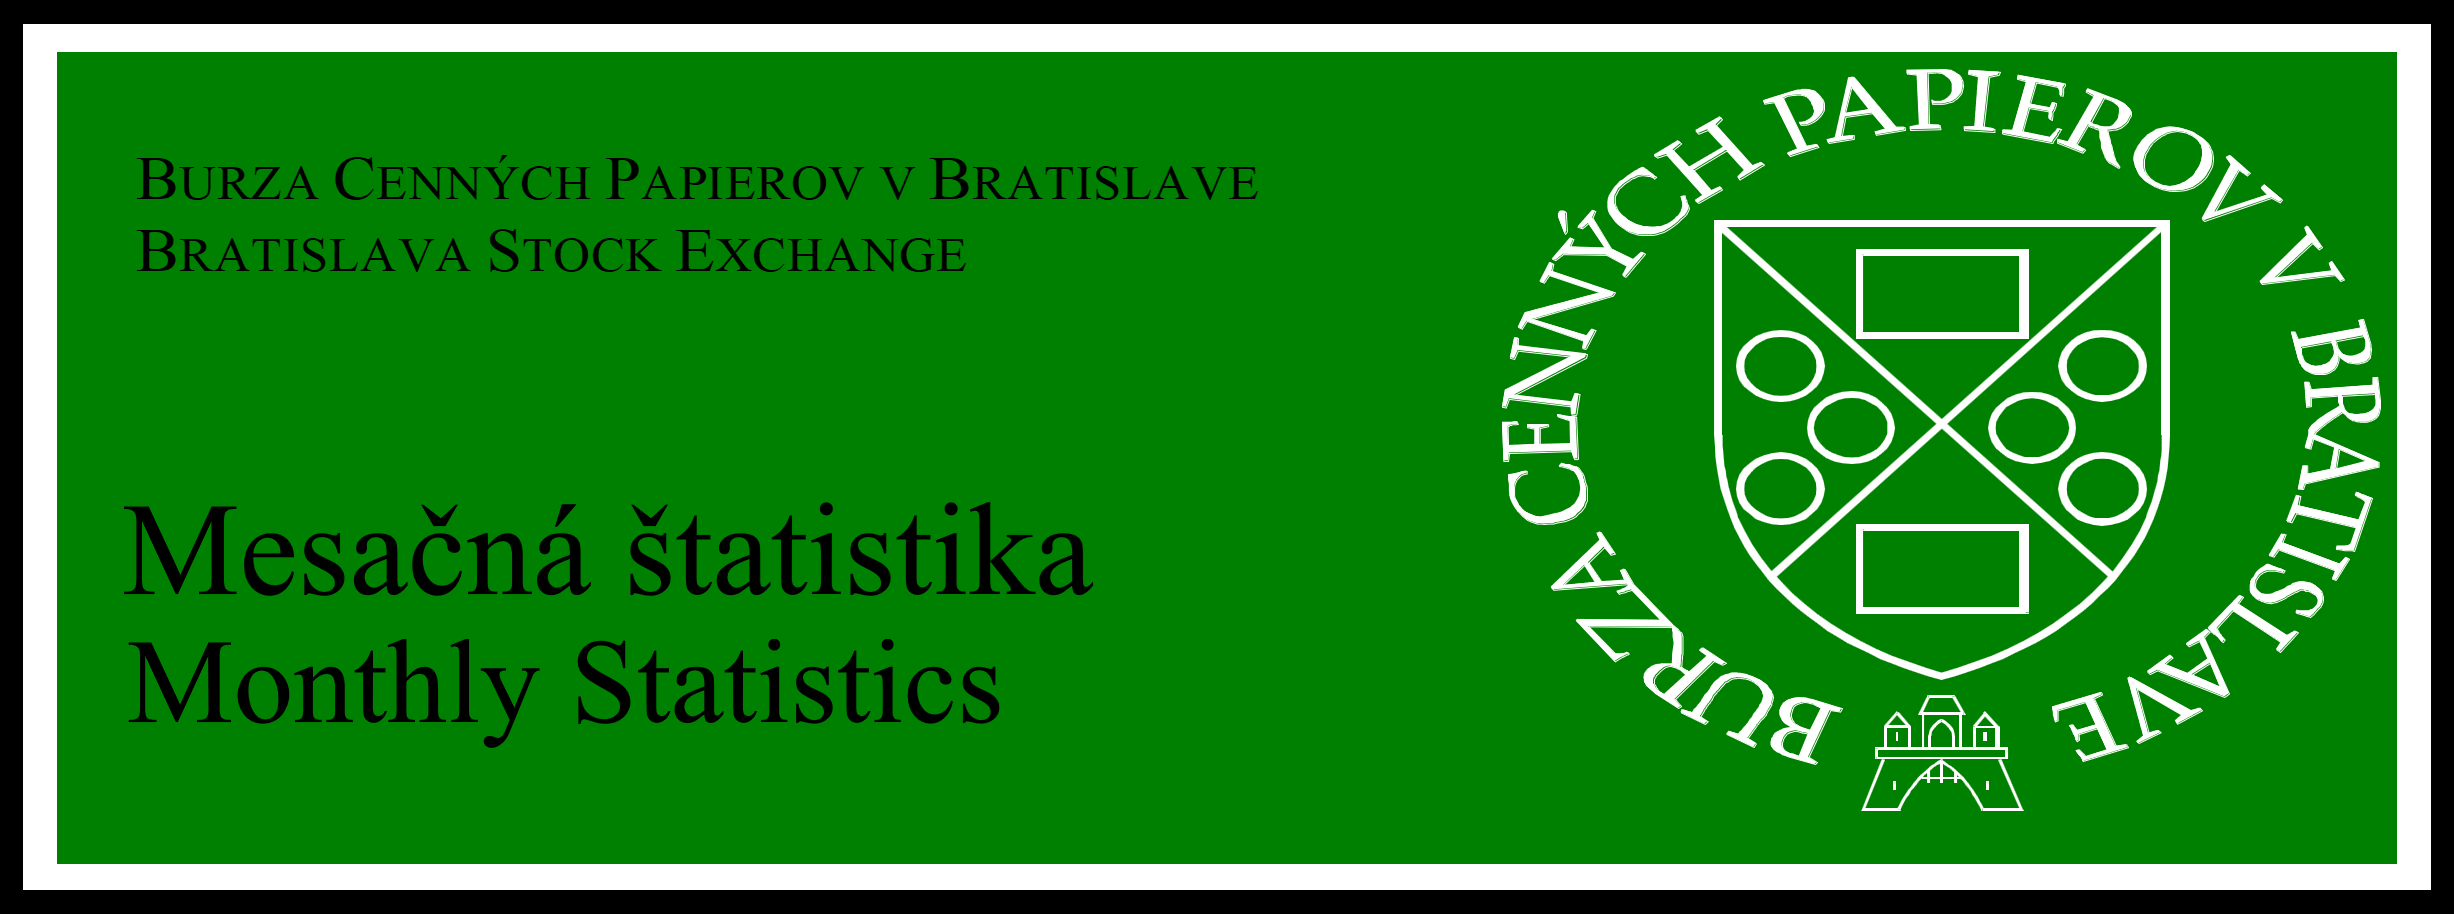 Burza Cenných Papierov v Bratislave
Bratislava Stock Exchange
Mesačná štatistika
Monthly Statistics
BURZA CENNÝCH PAPIEROV V BRATISLAVE